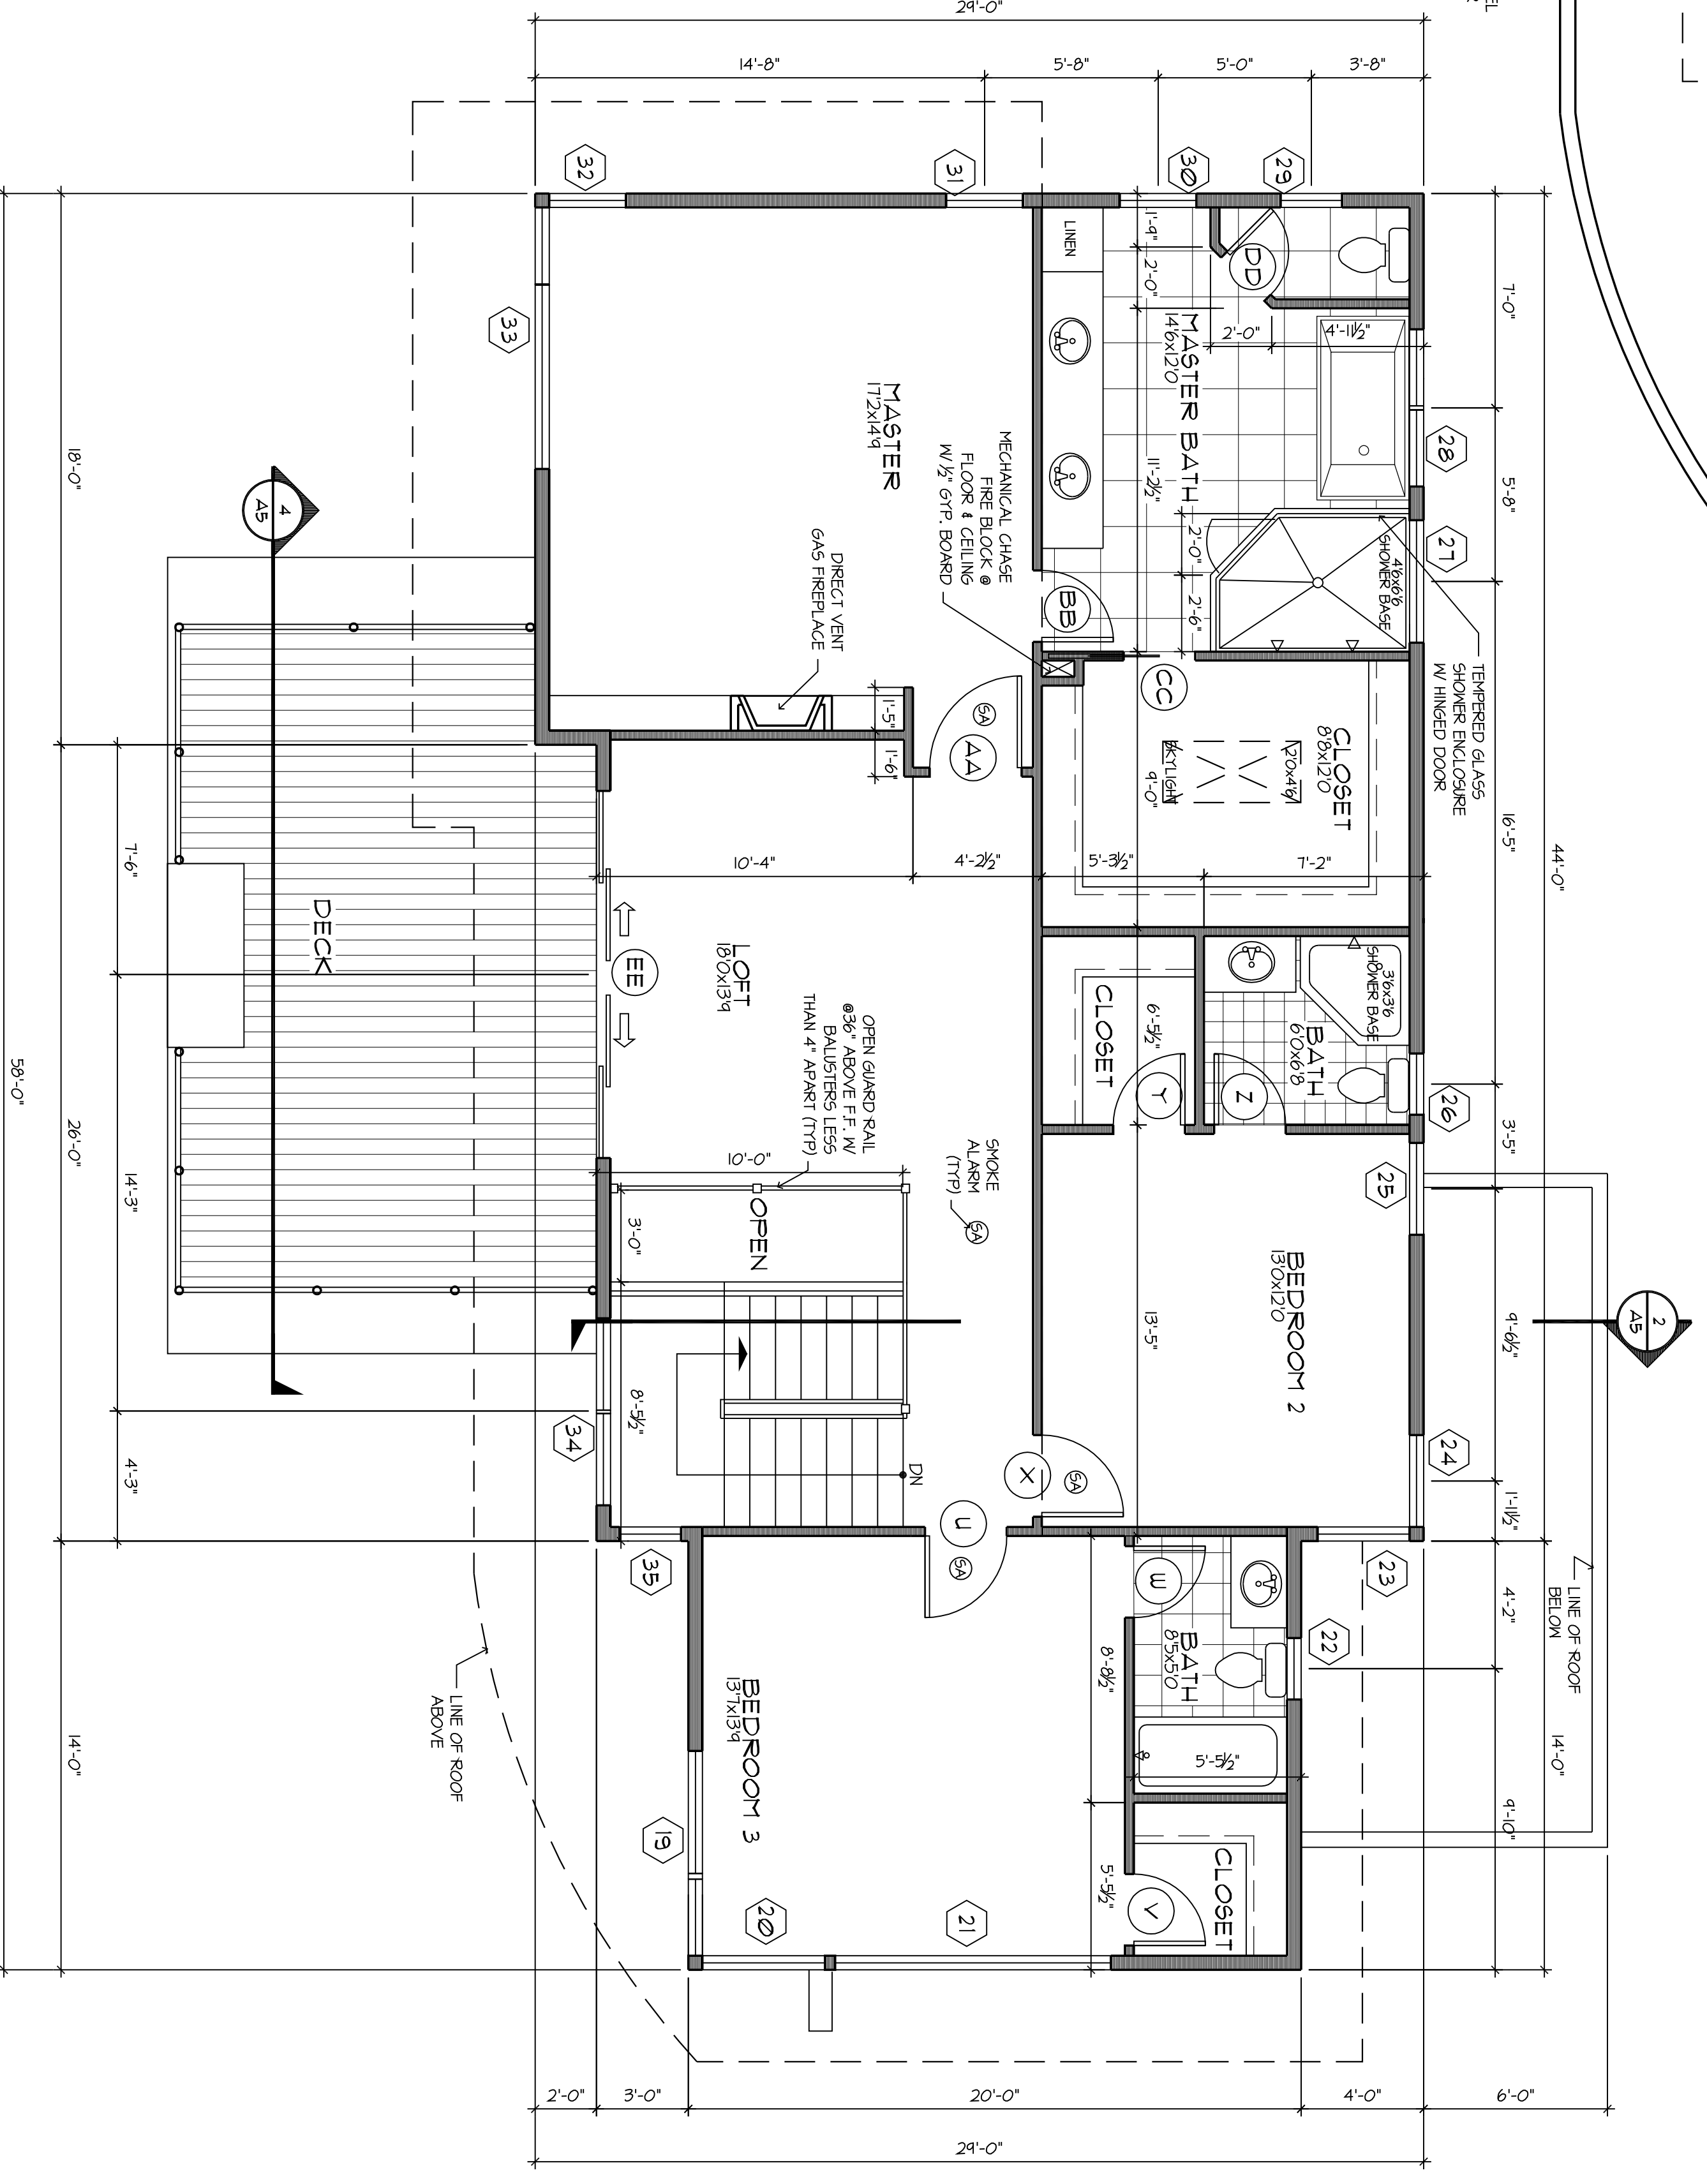 29'-0"
14'-8"
5'-8"
5'-0"
3'-8"
32
31
30
29
33
LINEN
1'-9"
2'-0"
DD
7'-0"
MASTER BATH
14'6x12'0
2'-0"
4'-11½"
11'-2½"
28
5'-8"
27
MASTER
17'2x14'9
MECHANICAL CHASE
FIRE BLOCK @
FLOOR & CEILING
W/ ½" GYP. BOARD
DIRECT VENT
GAS FIREPLACE
2'-0"
2'-6"
4'6x6'6
SHOWER BASE
BB
TEMPERED GLASS
SHOWER ENCLOSURE
W/ HINGED DOOR
CC
18'-0"
4
A5
1'-5"
1'-6"
SA
AA
CLOSET
8'8x12'0
SKYLIGHT
2'0x4'6
9'-0"
16'-5"
44'-0"
10'-4"
4'-2½"
5'-3½"
7'-2"
7'-6"
DECK
EE
LOFT
18'0x13'9
OPEN GUARD RAIL
@36" ABOVE F.F. W/
BALUSTERS LESS
THAN 4" APART (TYP)
CLOSET
6'-5½"
BATH
6'0x6'8
3'6x3'6
SHOWER BASE
Y
Z
26
3'-5"
25
58'-0"
26'-0"
14'-3"
10'-0"
OPEN
3'-0"
SMOKE
ALARM
(TYP)
SA
13'-5"
BEDROOM 2
13'0x12'0
9'-6½"
2
A5
8'-5½"
DN
X
SA
24
1'-11½"
34
4'-3"
U
SA
35
W
23
22
4'-2"
LINE OF ROOF
BELOW
BATH
8'5x5'0
8'-8½"
LINE OF ROOF
ABOVE
BEDROOM 3
13'7x13'9
5'-5½"
14'-0"
14'-0"
9'-10"
19
20
21
5'-5½"
V
CLOSET
2'-0"
3'-0"
20'-0"
4'-0"
6'-0"
29'-0"